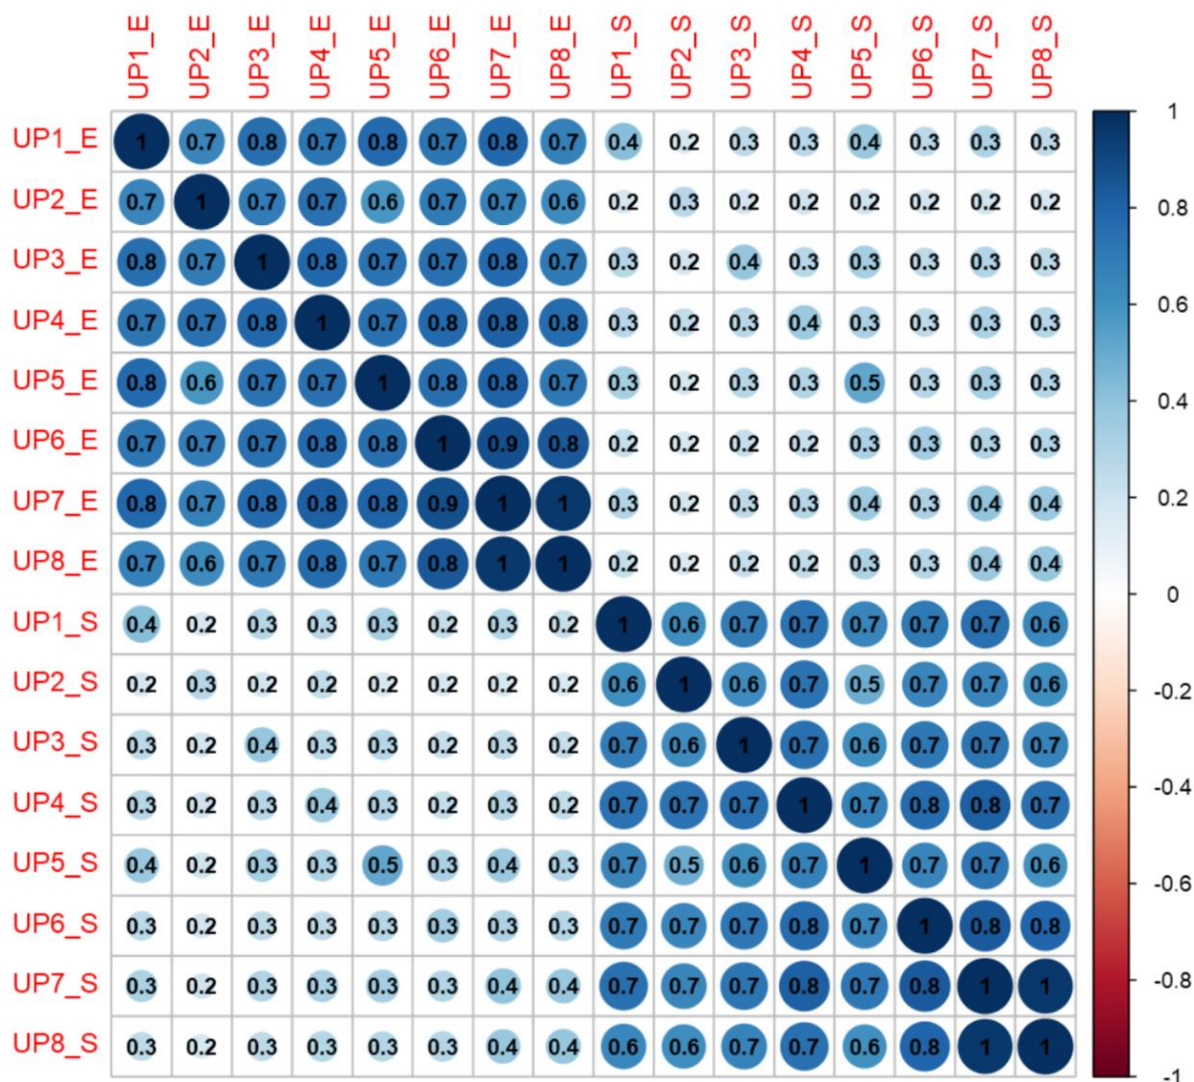 UP1_E UP2_E UP3_E UP4_E UP5_E UP6_E UP7_E UP8_E UP1_S UP2_S UP3_S UP4_S UP5_S UP6_S UP7_S UP8_S
UP1_E 1 0.7 0.8 0.7 0.8 0.7 0.8 0.7 0.4 0.2 0.3 0.3 0.4 0.3 0.3 0.3
UP2_E 0.7 1 0.7 0.7 0.6 0.7 0.7 0.6 0.2 0.3 0.2 0.2 0.2 0.2 0.2 0.2
UP3_E 0.8 0.7 1 0.8 0.7 0.7 0.8 0.7 0.3 0.2 0.4 0.3 0.3 0.3 0.3 0.3
UP4_E 0.7 0.7 0.8 1 0.7 0.8 0.8 0.8 0.3 0.2 0.3 0.4 0.3 0.3 0.3 0.3
UP5_E 0.8 0.6 0.7 0.7 1 0.8 0.8 0.7 0.3 0.2 0.3 0.3 0.5 0.3 0.3 0.3
UP6_E 0.7 0.7 0.7 0.8 0.8 1 0.9 0.8 0.2 0.2 0.2 0.2 0.3 0.3 0.3 0.3
UP7_E 0.8 0.7 0.8 0.8 0.8 0.9 1 1 0.3 0.2 0.3 0.3 0.4 0.3 0.4 0.4
UP8_E 0.7 0.6 0.7 0.8 0.7 0.8 1 1 0.2 0.2 0.2 0.2 0.3 0.3 0.4 0.4
UP1_S 0.4 0.2 0.3 0.3 0.3 0.2 0.3 0.2 1 0.6 0.7 0.7 0.7 0.7 0.7 0.6
UP2_S 0.2 0.3 0.2 0.2 0.2 0.2 0.2 0.2 0.6 1 0.6 0.7 0.5 0.7 0.7 0.6
UP3_S 0.3 0.2 0.4 0.3 0.3 0.2 0.3 0.2 0.7 0.6 1 0.7 0.6 0.7 0.7 0.7
UP4_S 0.3 0.2 0.3 0.4 0.3 0.2 0.3 0.2 0.7 0.7 0.7 1 0.7 0.8 0.8 0.7
UP5_S 0.4 0.2 0.3 0.3 0.5 0.3 0.4 0.3 0.7 0.5 0.6 0.7 1 0.7 0.7 0.6
UP6_S 0.3 0.2 0.3 0.3 0.3 0.3 0.3 0.3 0.7 0.7 0.7 0.8 0.7 1 0.8 0.8
UP7_S 0.3 0.2 0.3 0.3 0.3 0.3 0.4 0.4 0.7 0.7 0.7 0.8 0.7 0.8 1 1
UP8_S 0.3 0.2 0.3 0.3 0.3 0.3 0.4 0.4 0.6 0.6 0.7 0.7 0.6 0.8 1 1
1
0.8
0.6
0.4
0.2
0
-0.2
-0.4
-0.6
-0.8
-1